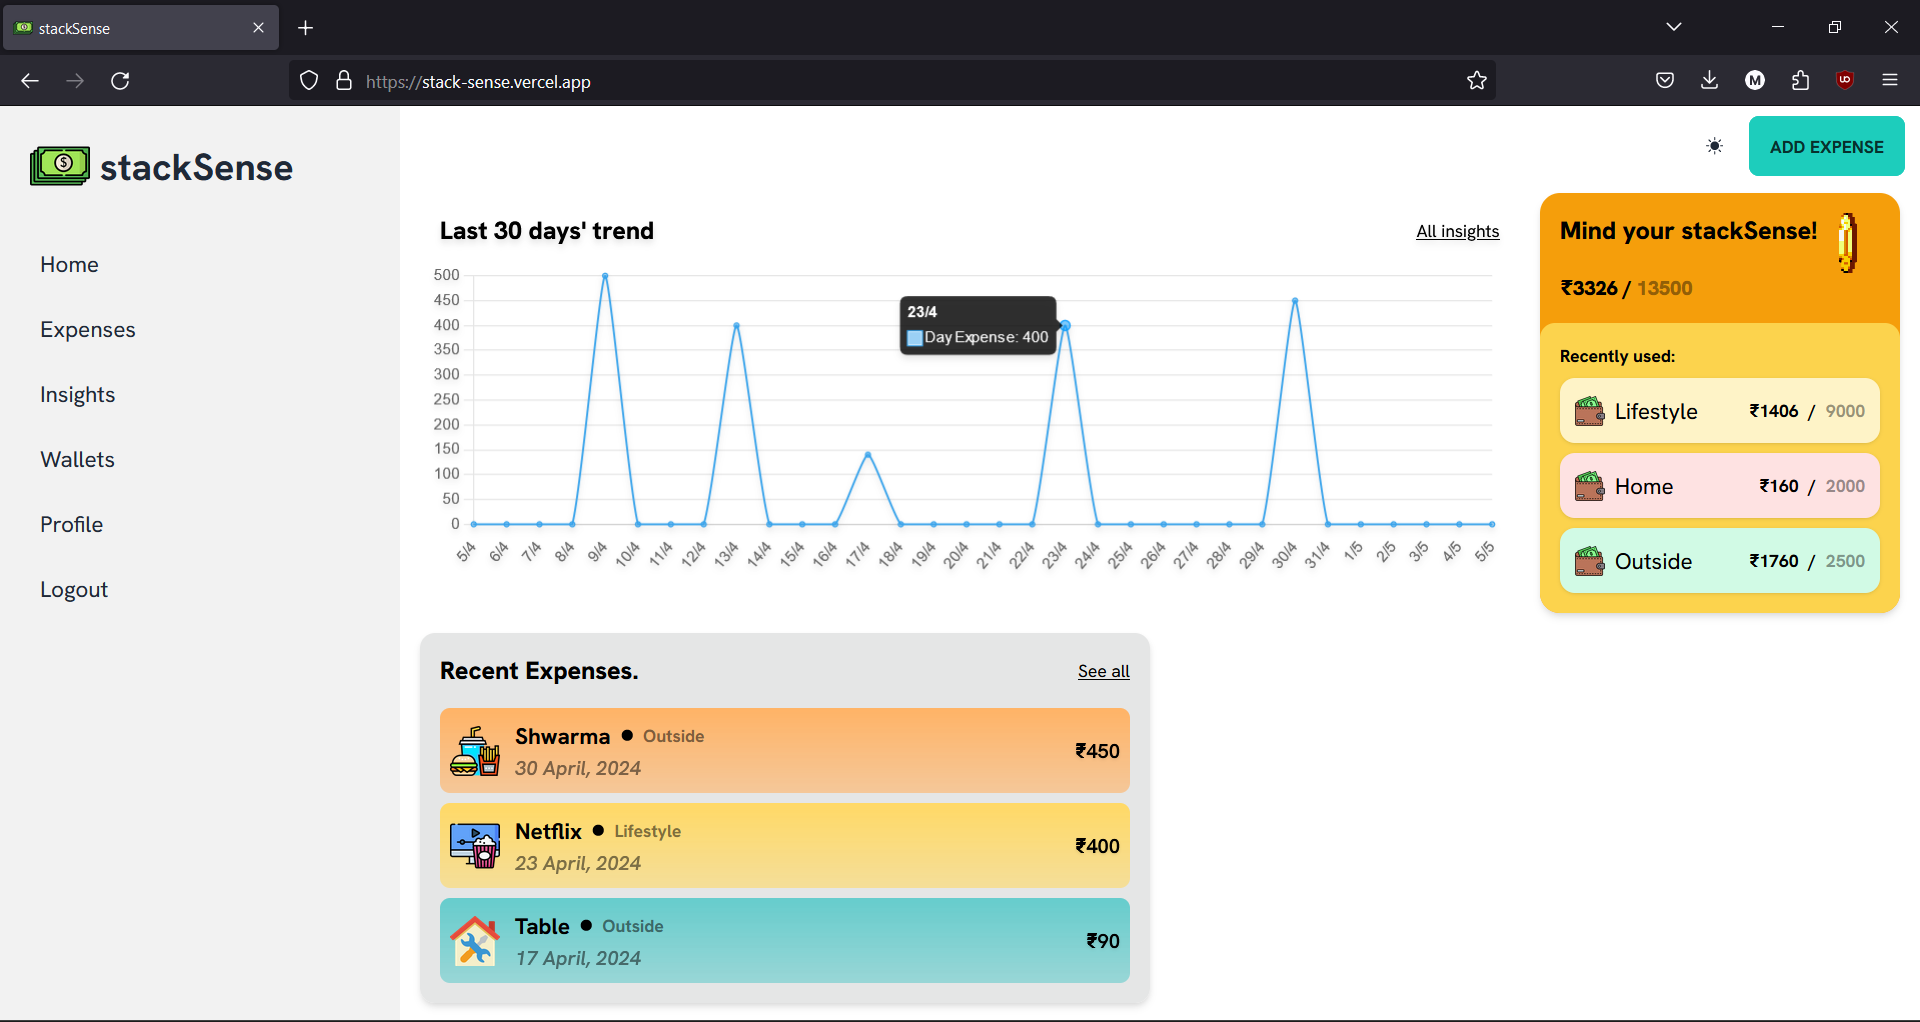 stackSense
https://stack-sense.vercel.app
M
stackSense
Home
Expenses
Insights
Wallets
Profile
Logout
ADD EXPENSE
Last 30 days' trend
All insights
500
450
400
350
300
250
200
150
100
50
0
23/4
Day Expense: 400
5/4 6/4 7/4 8/4 9/4 10/4 11/4 12/4 13/4 14/4 15/4 16/4 17/4 18/4 19/4 20/4 21/4 22/4 23/4 24/4 25/4 26/4 27/4 28/4 29/4 30/4 31/4 1/5 2/5 3/5 4/5 5/5
Mind your stackSense!
₹3326 / 13500
Recently used:
Lifestyle ₹1406 / 9000
Home ₹160 / 2000
Outside ₹1760 / 2500
Recent Expenses.
See all
Shwarma ● Outside
30 April, 2024
₹450
Netflix ● Lifestyle
23 April, 2024
₹400
Table ● Outside
17 April, 2024
₹90